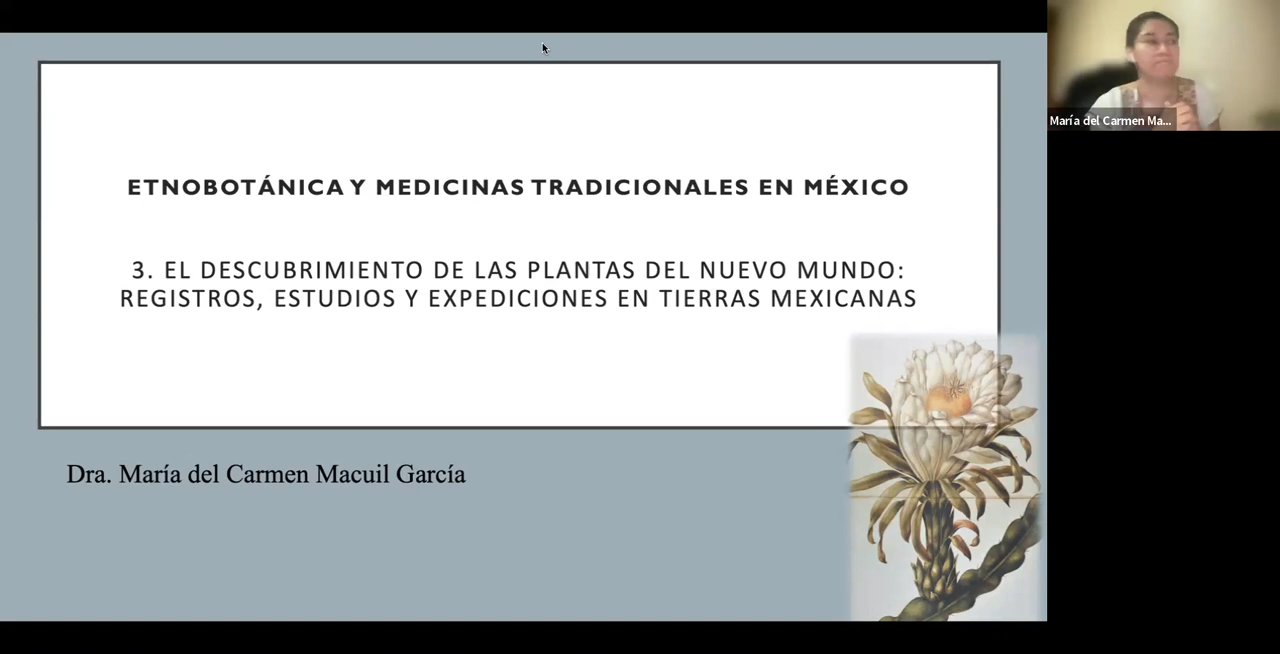 ETNOBOTÁNICA Y MEDICINAS TRADICIONALES EN MÉXICO
3. EL DESCUBRIMIENTO DE LAS PLANTAS DEL NUEVO MUNDO:
REGISTROS, ESTUDIOS Y EXPEDICIONES EN TIERRAS MEXICANAS
Dra. María del Carmen Macuil García
María del Carmen Ma...